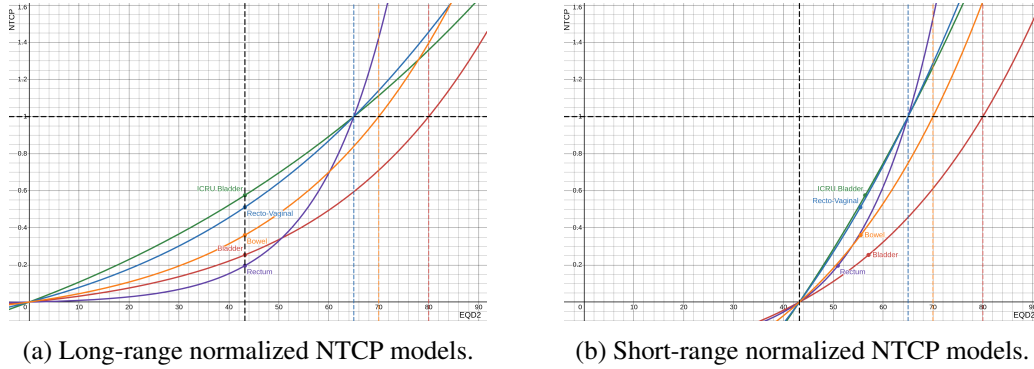 NTCP
1.6
1.4
1.2
1
0.8
0.6
0.4
0.2
ICRU Bladder
Recto-Vaginal
Bowel
Bladder
Rectum
0 10 20 30 40 50 60 70 80 90
EQD2
(a) Long-range normalized NTCP models.
NTCP
1.6
1.4
1.2
1
0.8
0.6
0.4
0.2
ICRU Bladder
Recto-Vaginal
Bowel
Bladder
Rectum
0 10 20 30 40 50 60 70 80 90
EQD2
(b) Short-range normalized NTCP models.